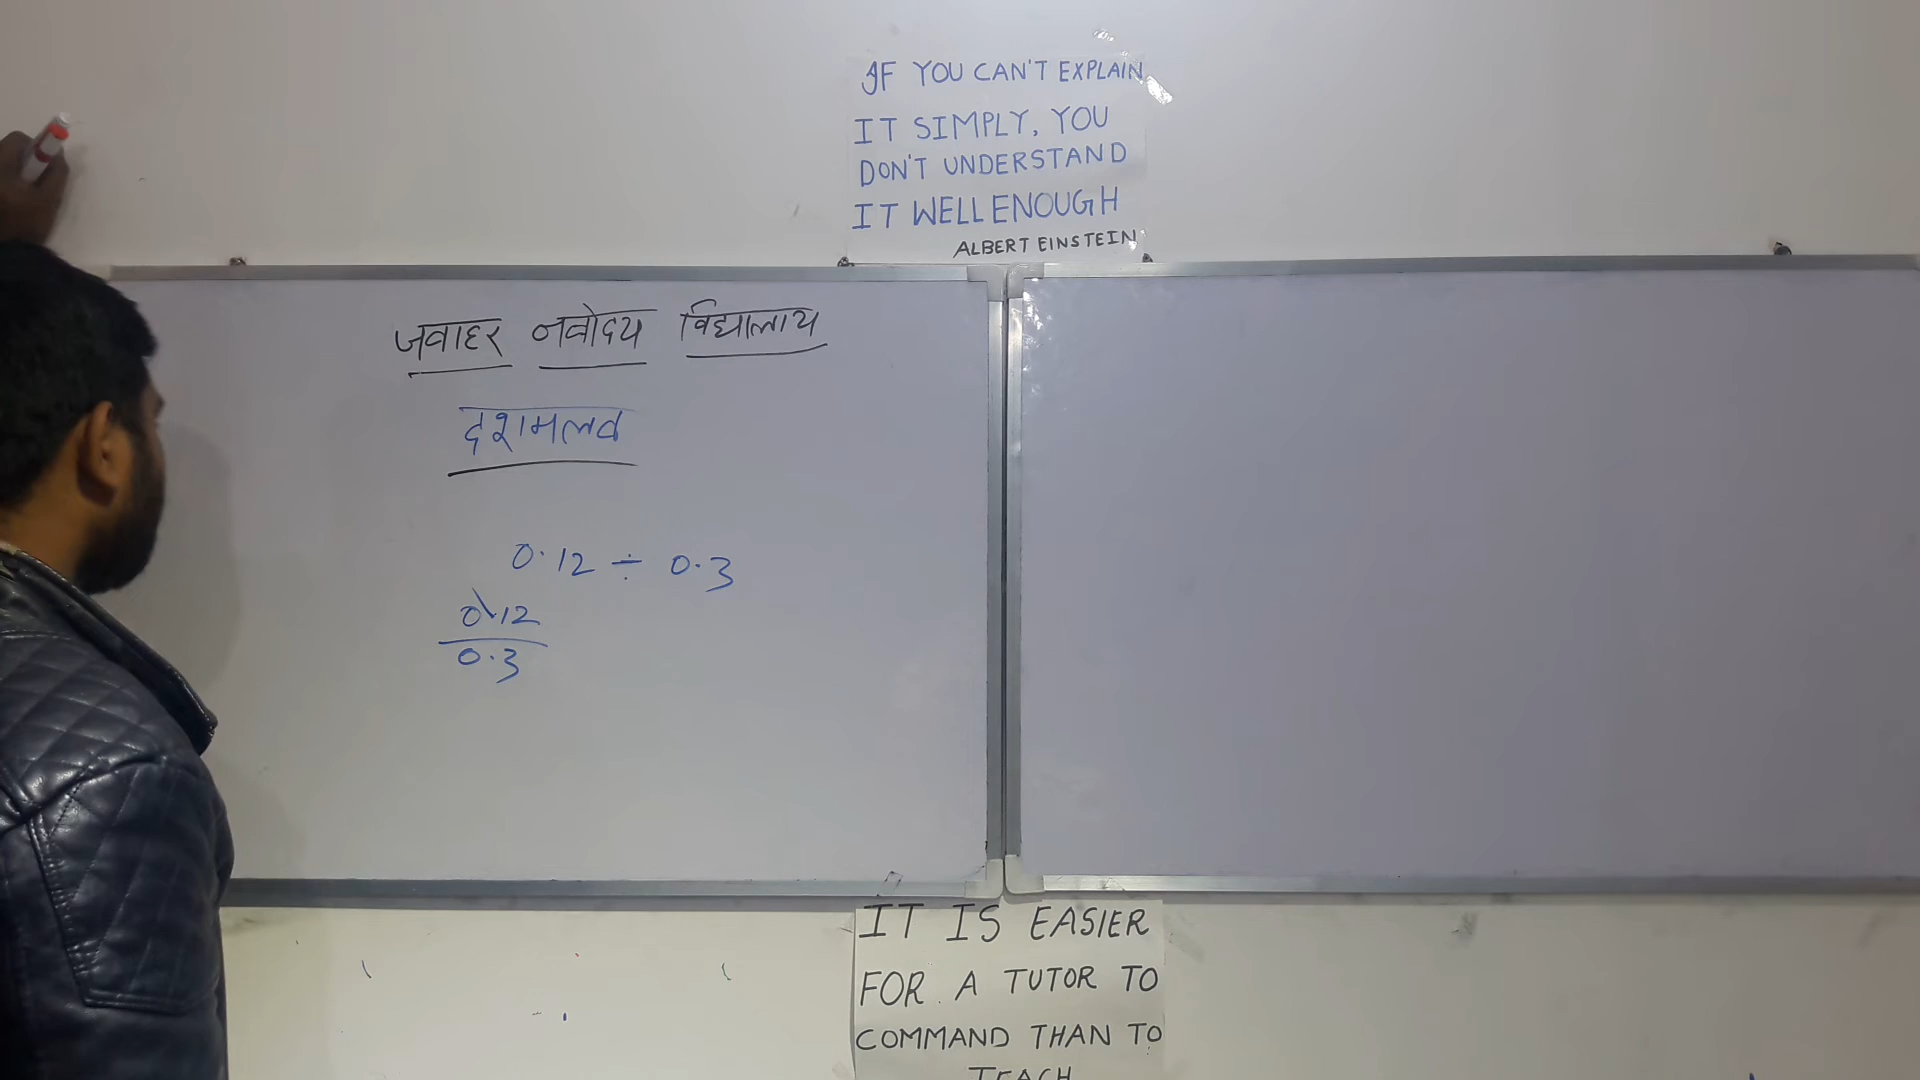 IF YOU CAN'T EXPLAIN
IT SIMPLY, YOU
DON'T UNDERSTAND
IT WELL ENOUGH
ALBERT EINSTEIN
जवाहर नवोदय विद्यालाय
दशमलव
0.12 ÷ 0.3
0.12
0.3
IT IS EASIER
FOR A TUTOR TO
COMMAND THAN TO
TEACH